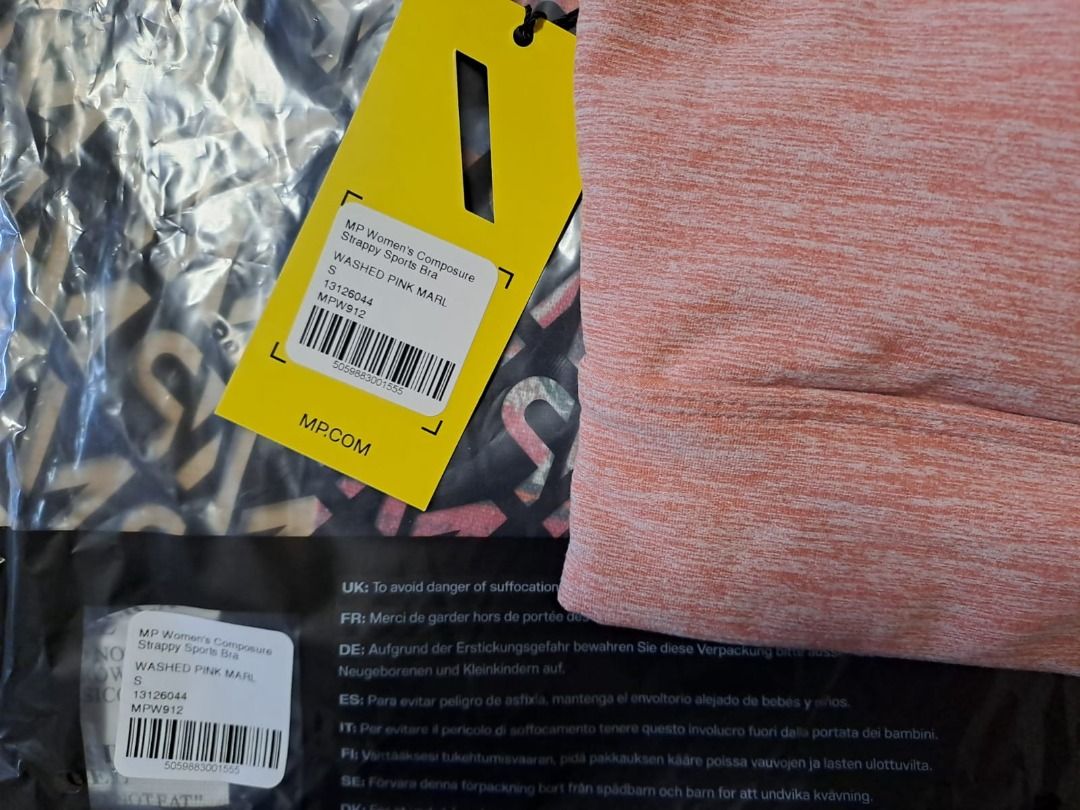 MP Women's Composure
Strappy Sports Bra
WASHED PINK MARL
S
13126044
MPW912
5059883001555
MP.COM
UK: To avoid danger of suffocation
FR: Merci de garder hors de portée des
DE: Aufgrund der Erstickungsgefahr bewahren Sie diese Verpackung bitte
Neugeborenen und Kleinkindern auf.
ES: Para evitar peligro de asfixia, mantenga el envoltorio alejado de bebés y niños.
IT: Per evitare il pericolo di soffocamento tenere questo involucro fuori dalla portata dei bambini.
FI: Välttääksesi tukehtumisvaaran, pidä pakkauksen kääre poissa vauvojen ja lasten ulottuvilta.
SE: Förvara denna förpackning bort från spädbarn och barn for att undvika kvävning.
MP Women's Composure
Strappy Sports Bra
WASHED PINK MARL
S
13126044
MPW912
5059883001555